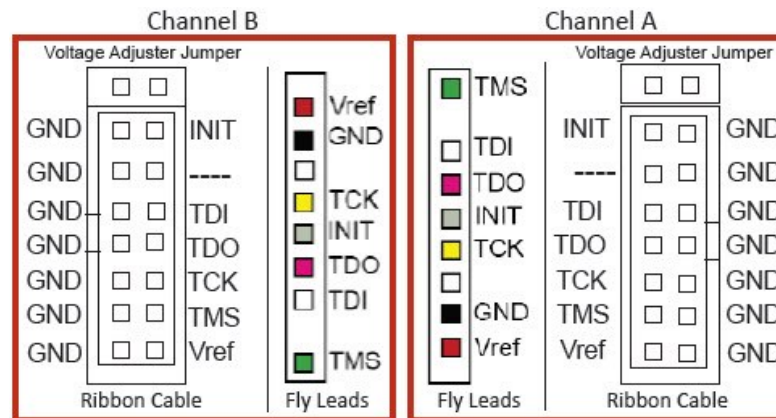 Channel B
Voltage Adjuster Jumper
GND INIT
GND ----
GND TDI
GND TDO
GND TCK
GND TMS
GND Vref
Ribbon Cable
Vref
GND
TCK
INIT
TDO
TDI
TMS
Fly Leads
Channel A
TMS
TDI
TDO
INIT
TCK
GND
Vref
Fly Leads
Voltage Adjuster Jumper
INIT GND
---- GND
TDI GND
TDO GND
TCK GND
TMS GND
Vref GND
Ribbon Cable